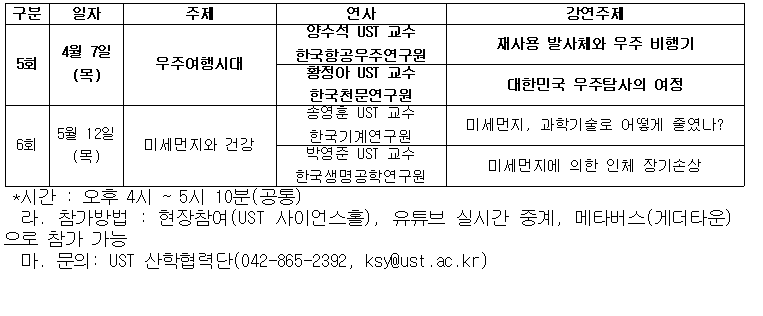 구분 일자 주제 연사 강연주제
5회 4월 7일 (목) 우주여행시대 양수석 UST 교수 한국항공우주연구원 재사용 발사체와 우주 비행기
황정아 UST 교수 한국천문연구원 대한민국 우주탐사의 여정
6회 5월 12일 (목) 미세먼지와 건강 송영훈 UST 교수 한국기계연구원 미세먼지, 과학기술로 어떻게 줄였나?
박영준 UST 교수 한국생명공학연구원 미세먼지에 의한 인체 장기손상
*시간 : 오후 4시 ~ 5시 10분(공통)
라. 참가방법 : 현장참여(UST 사이언스홀), 유튜브 실시간 중계, 메타버스(게더타운)
으로 참가 가능
마. 문의: UST 산학협력단(042-865-2392, ksy@ust.ac.kr)